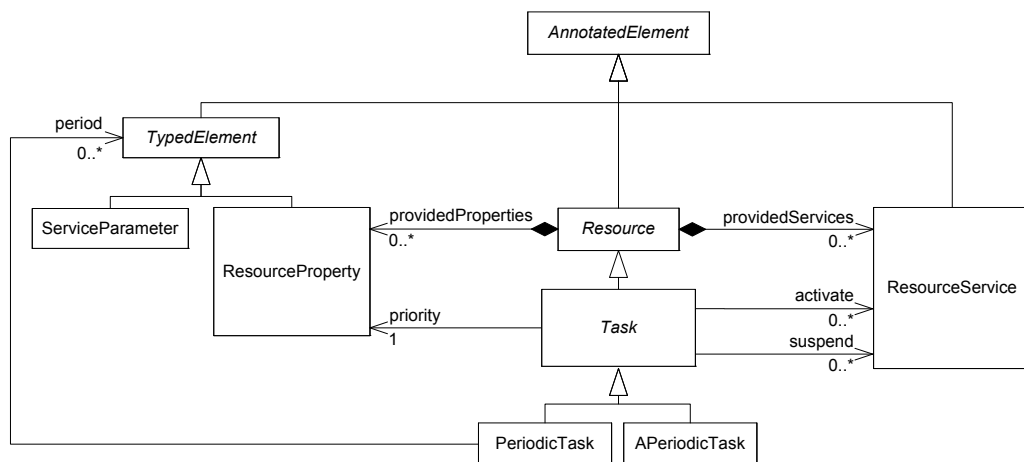 AnnotatedElement
period
TypedElement
0..*
ServiceParameter
providedProperties
Resource
providedServices
0..*
0..*
ResourceProperty
ResourceService
activate
priority
Task
0..*
1
suspend
0..*
PeriodicTask
APeriodicTask